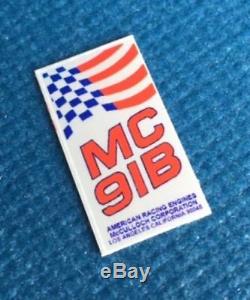 MC
91B
AMERICAN RACING ENGINES
McCULLOCH CORPORATION
LOS ANGELES CALIFORNIA 90045
ebay